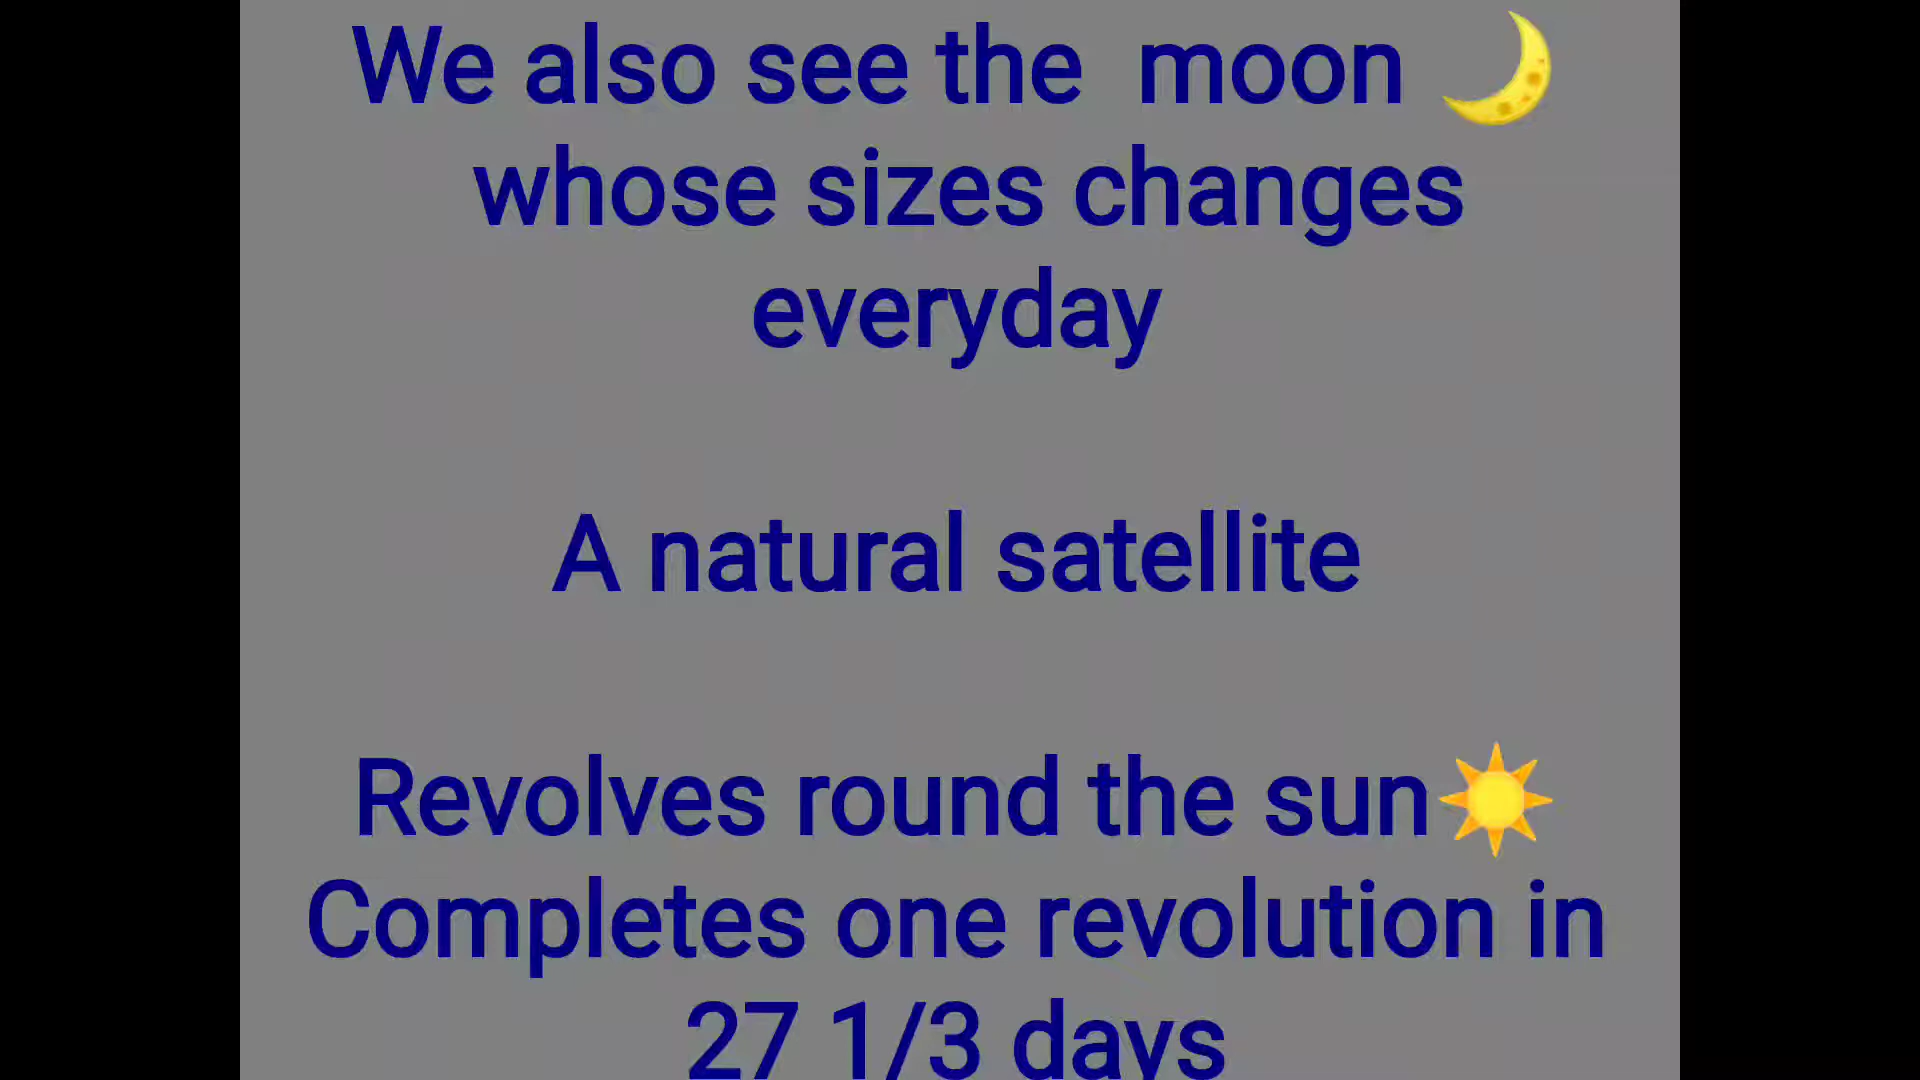 We also see the  moon 🌙
whose sizes changes
everyday
A natural satellite
Revolves round the sun☀️
Completes one revolution in
27 1/3 days